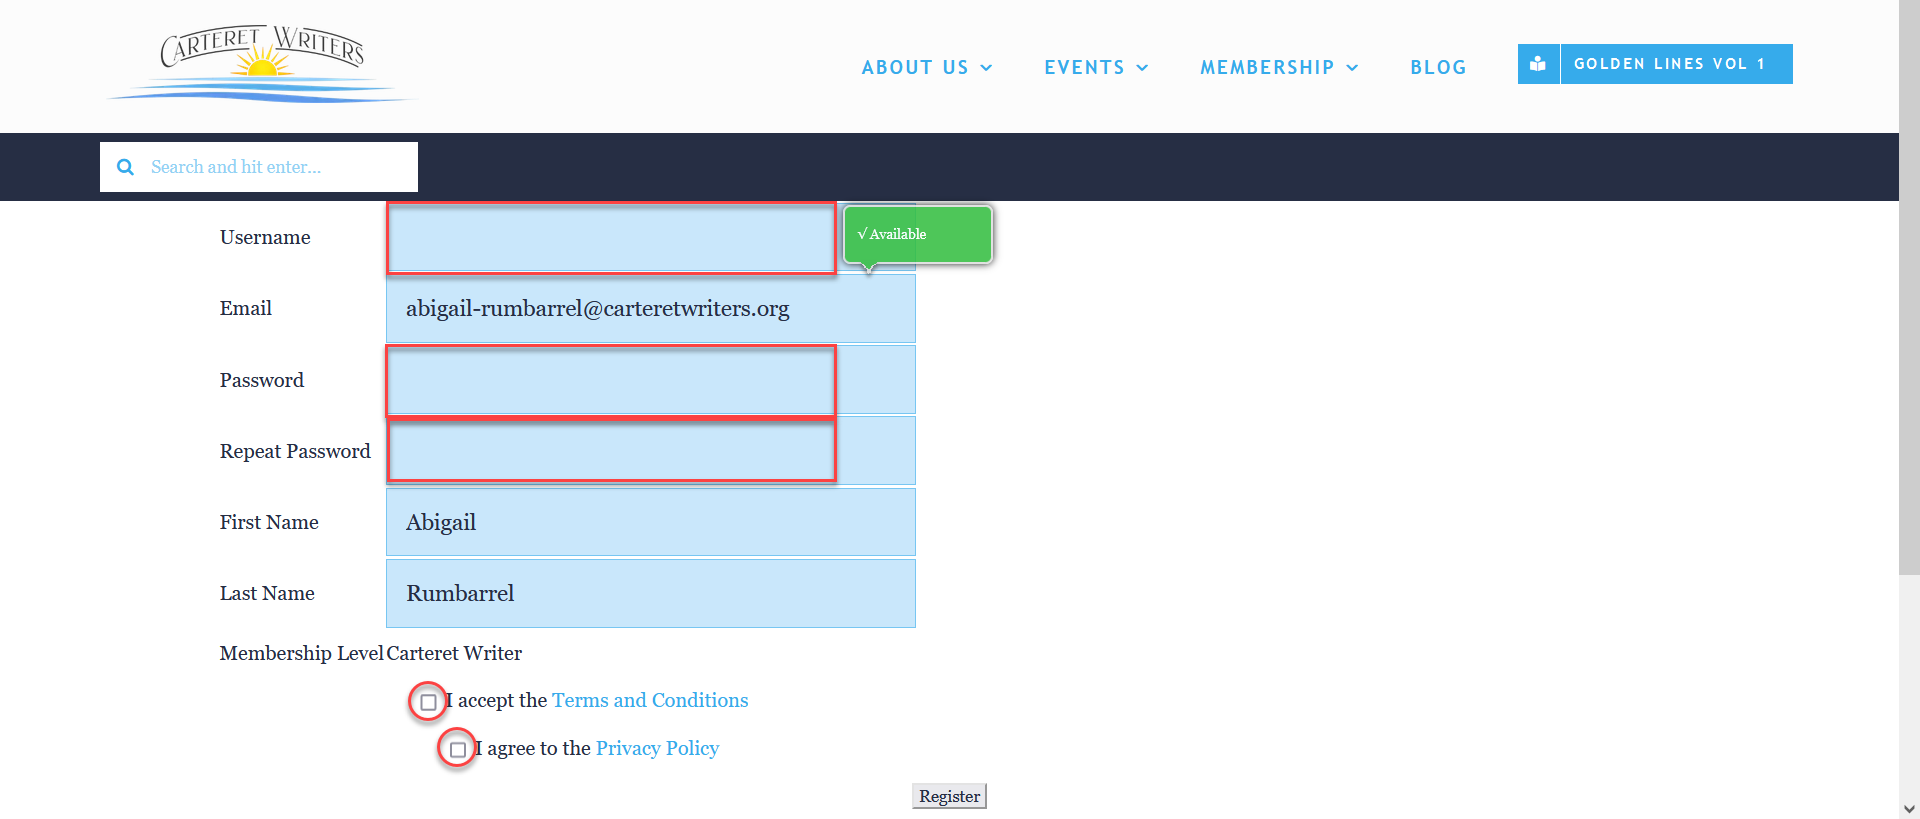 CARTERET WRITERS
ABOUT US
EVENTS
MEMBERSHIP
BLOG
GOLDEN LINES VOL 1
Search and hit enter...
Username
√ Available
Email
abigail-rumbarrel@carteretwriters.org
Password
Repeat Password
First Name
Abigail
Last Name
Rumbarrel
Membership Level Carteret Writer
I accept the Terms and Conditions
I agree to the Privacy Policy
Register